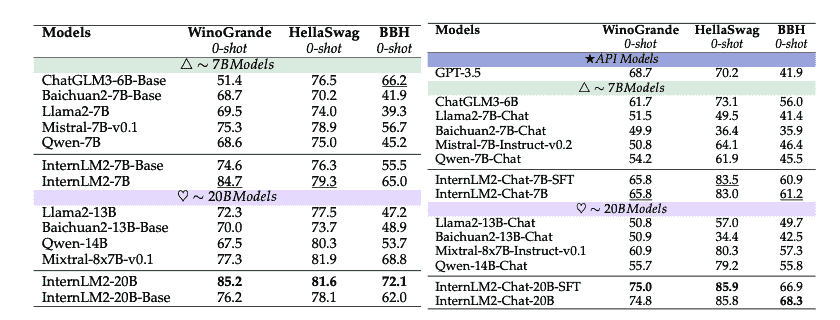 Models WinoGrande HellaSwag BBH
0-shot 0-shot 0-shot
△ ~ 7BModels
ChatGLM3-6B-Base 51.4 76.5 66.2
Baichuan2-7B-Base 68.7 70.2 41.9
Llama2-7B 69.5 74.0 39.3
Mistral-7B-v0.1 75.3 78.9 56.7
Qwen-7B 68.6 75.0 45.2
InternLM2-7B-Base 74.6 76.3 55.5
InternLM2-7B 84.7 79.3 65.0
♡ ~ 20BModels
Llama2-13B 72.3 77.5 47.2
Baichuan2-13B-Base 70.0 73.7 48.9
Qwen-14B 67.5 80.3 53.7
Mixtral-8x7B-v0.1 77.3 81.9 68.8
InternLM2-20B 85.2 81.6 72.1
InternLM2-20B-Base 76.2 78.1 62.0
Models WinoGrande HellaSwag BBH
0-shot 0-shot 0-shot
★API Models
GPT-3.5 68.7 70.2 41.9
△ ~ 7BModels
ChatGLM3-6B 61.7 73.1 56.0
Llama2-7B-Chat 51.5 49.5 41.4
Baichuan2-7B-Chat 49.9 36.4 35.9
Mistral-7B-Instruct-v0.2 50.8 64.1 46.4
Qwen-7B-Chat 54.2 61.9 45.5
InternLM2-Chat-7B-SFT 65.8 83.5 60.9
InternLM2-Chat-7B 65.8 83.0 61.2
♡ ~ 20BModels
Llama2-13B-Chat 50.8 57.0 49.7
Baichuan2-13B-Chat 50.9 34.4 42.5
Mixtral-8x7B-Instruct-v0.1 60.9 80.3 57.3
Qwen-14B-Chat 55.7 79.2 55.8
InternLM2-Chat-20B-SFT 75.0 85.9 66.9
InternLM2-Chat-20B 74.8 85.8 68.3